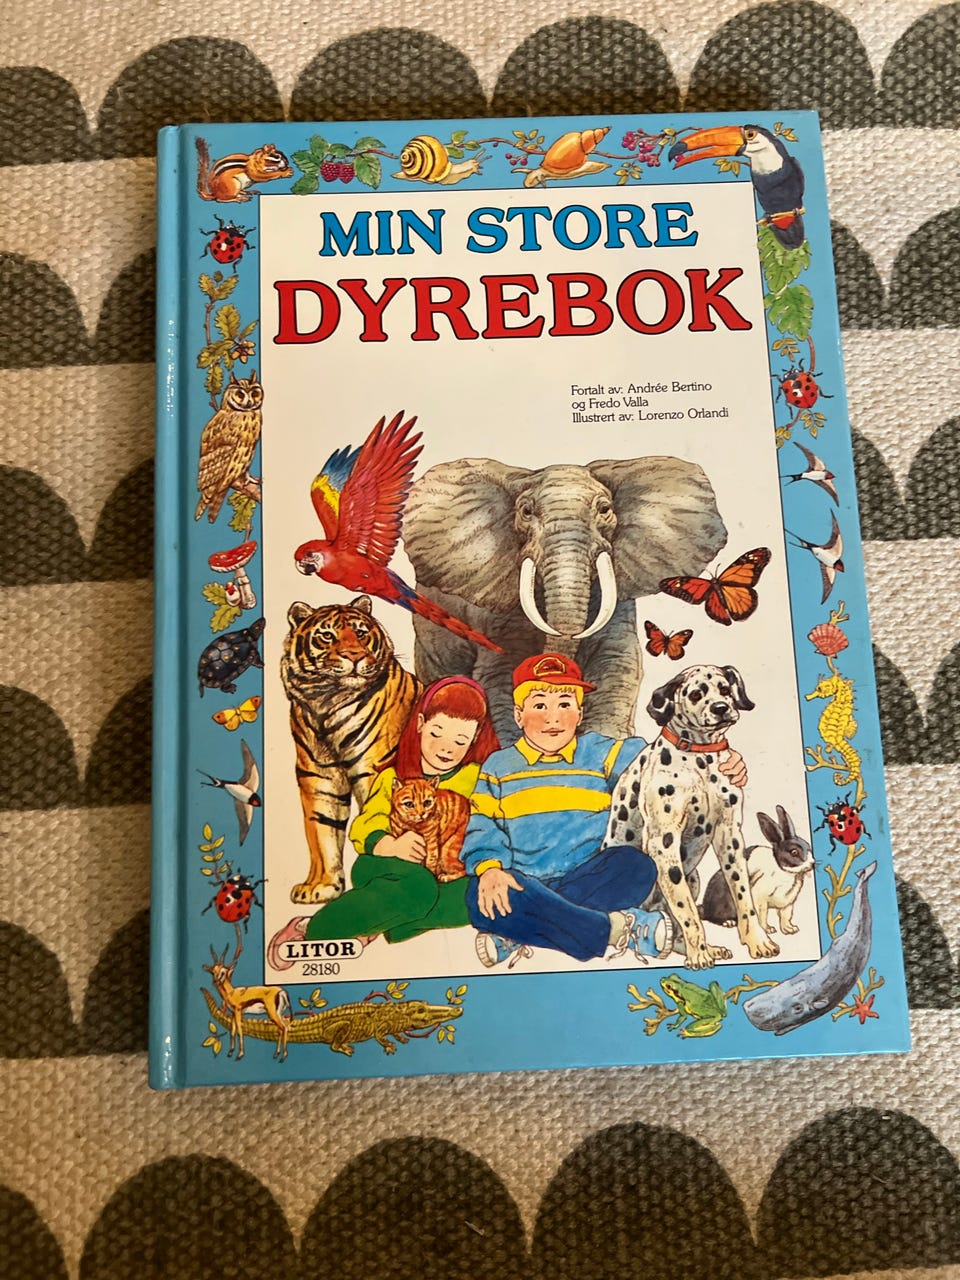 MIN STORE
DYREBOK
Fortalt av: Andrée Bertino
og Fredo Valla
Illustrert av: Lorenzo Orlandi
LITOR
28180